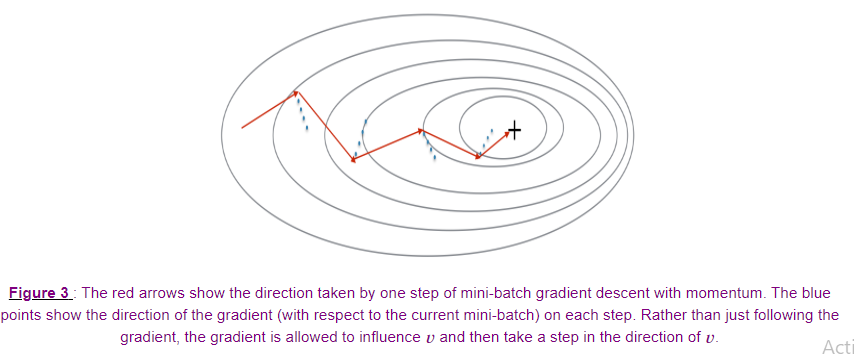 Figure 3 : The red arrows show the direction taken by one step of mini-batch gradient descent with momentum. The blue
points show the direction of the gradient (with respect to the current mini-batch) on each step. Rather than just following the
gradient, the gradient is allowed to influence v and then take a step in the direction of v.
Acti